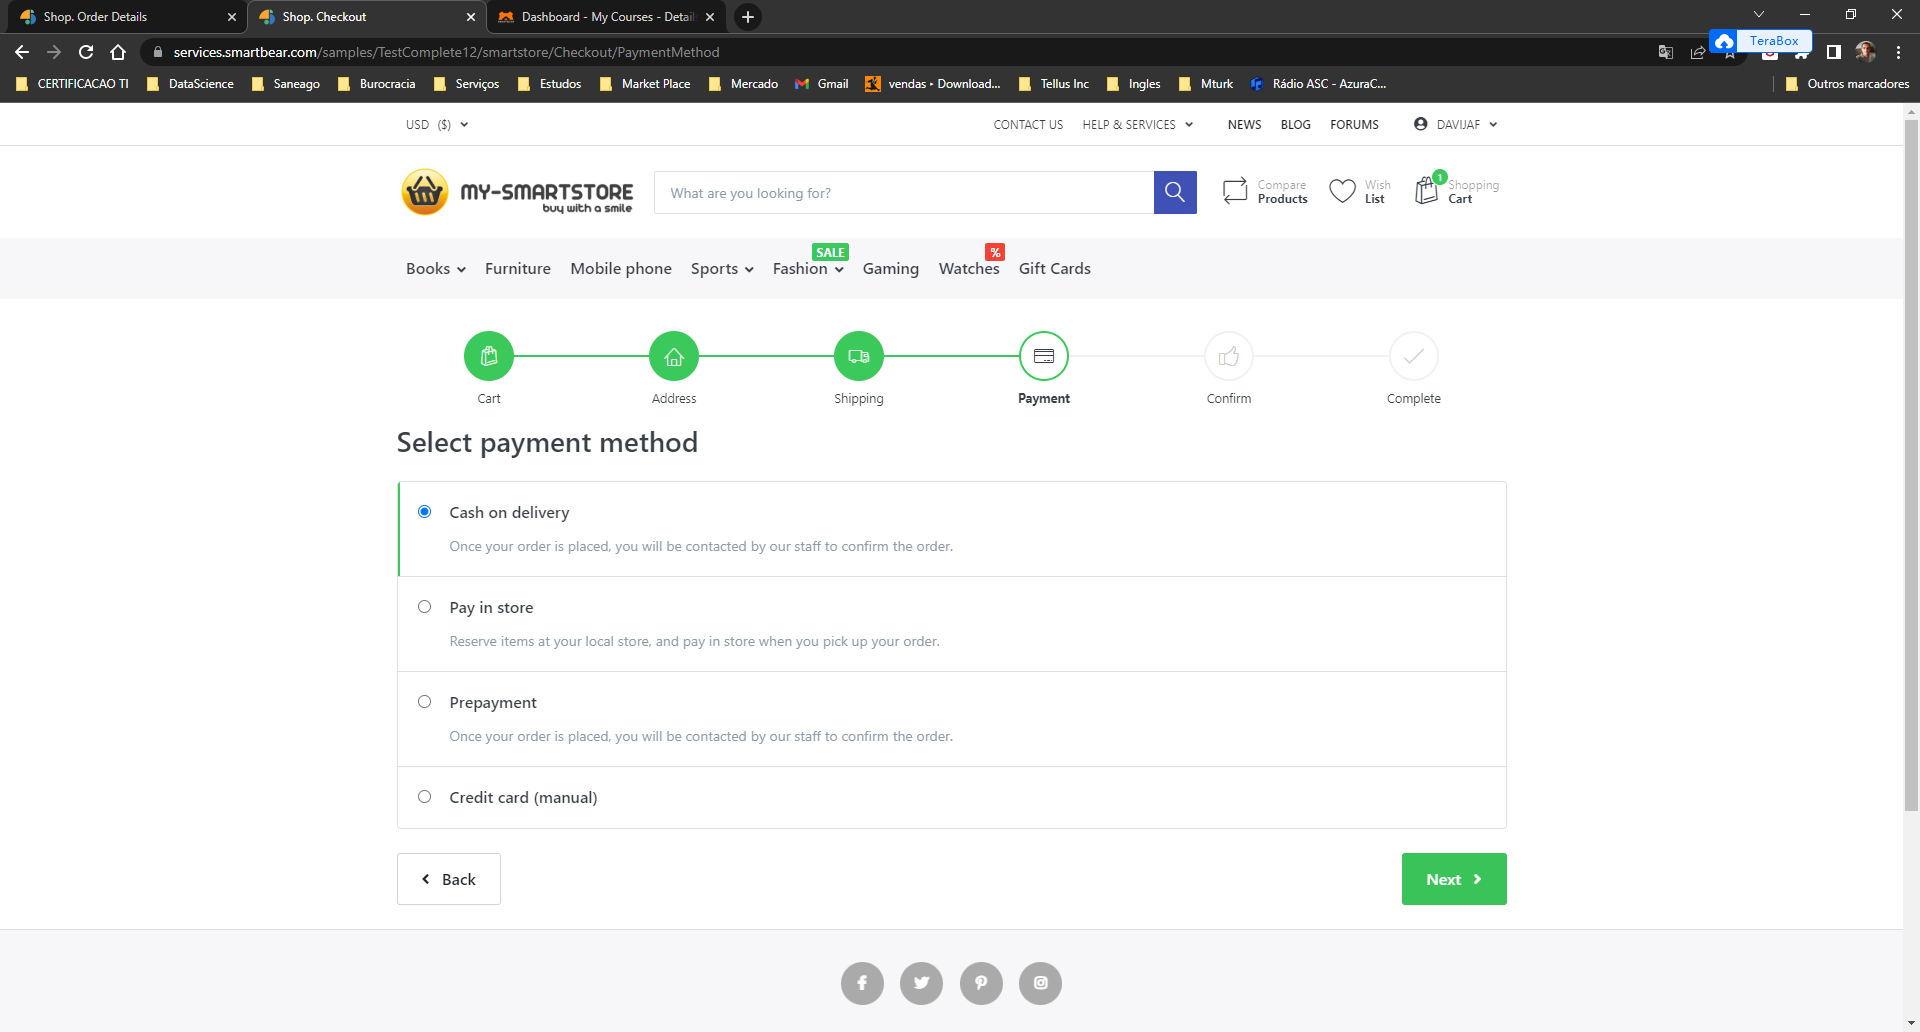 Shop. Order Details
Shop. Checkout
Dashboard - My Courses - Detail
services.smartbear.com/samples/TestComplete12/smartstore/Checkout/PaymentMethod
TeraBox
CERTIFICACAO TI
DataScience
Saneago
Burocracia
Serviços
Estudos
Market Place
Mercado
Gmail
vendas ‣ Download...
Tellus Inc
Ingles
Mturk
Rádio ASC - AzuraC...
Outros marcadores
USD ($)
CONTACT US
HELP & SERVICES
NEWS
BLOG
FORUMS
DAVIJAF
MY-SMARTSTORE
buy with a smile
What are you looking for?
Compare
Products
Wish
List
1
Shopping
Cart
SALE
%
Books
Furniture
Mobile phone
Sports
Fashion
Gaming
Watches
Gift Cards
Cart
Address
Shipping
Payment
Confirm
Complete
Select payment method
Cash on delivery
Once your order is placed, you will be contacted by our staff to confirm the order.
Pay in store
Reserve items at your local store, and pay in store when you pick up your order.
Prepayment
Once your order is placed, you will be contacted by our staff to confirm the order.
Credit card (manual)
Back
Next